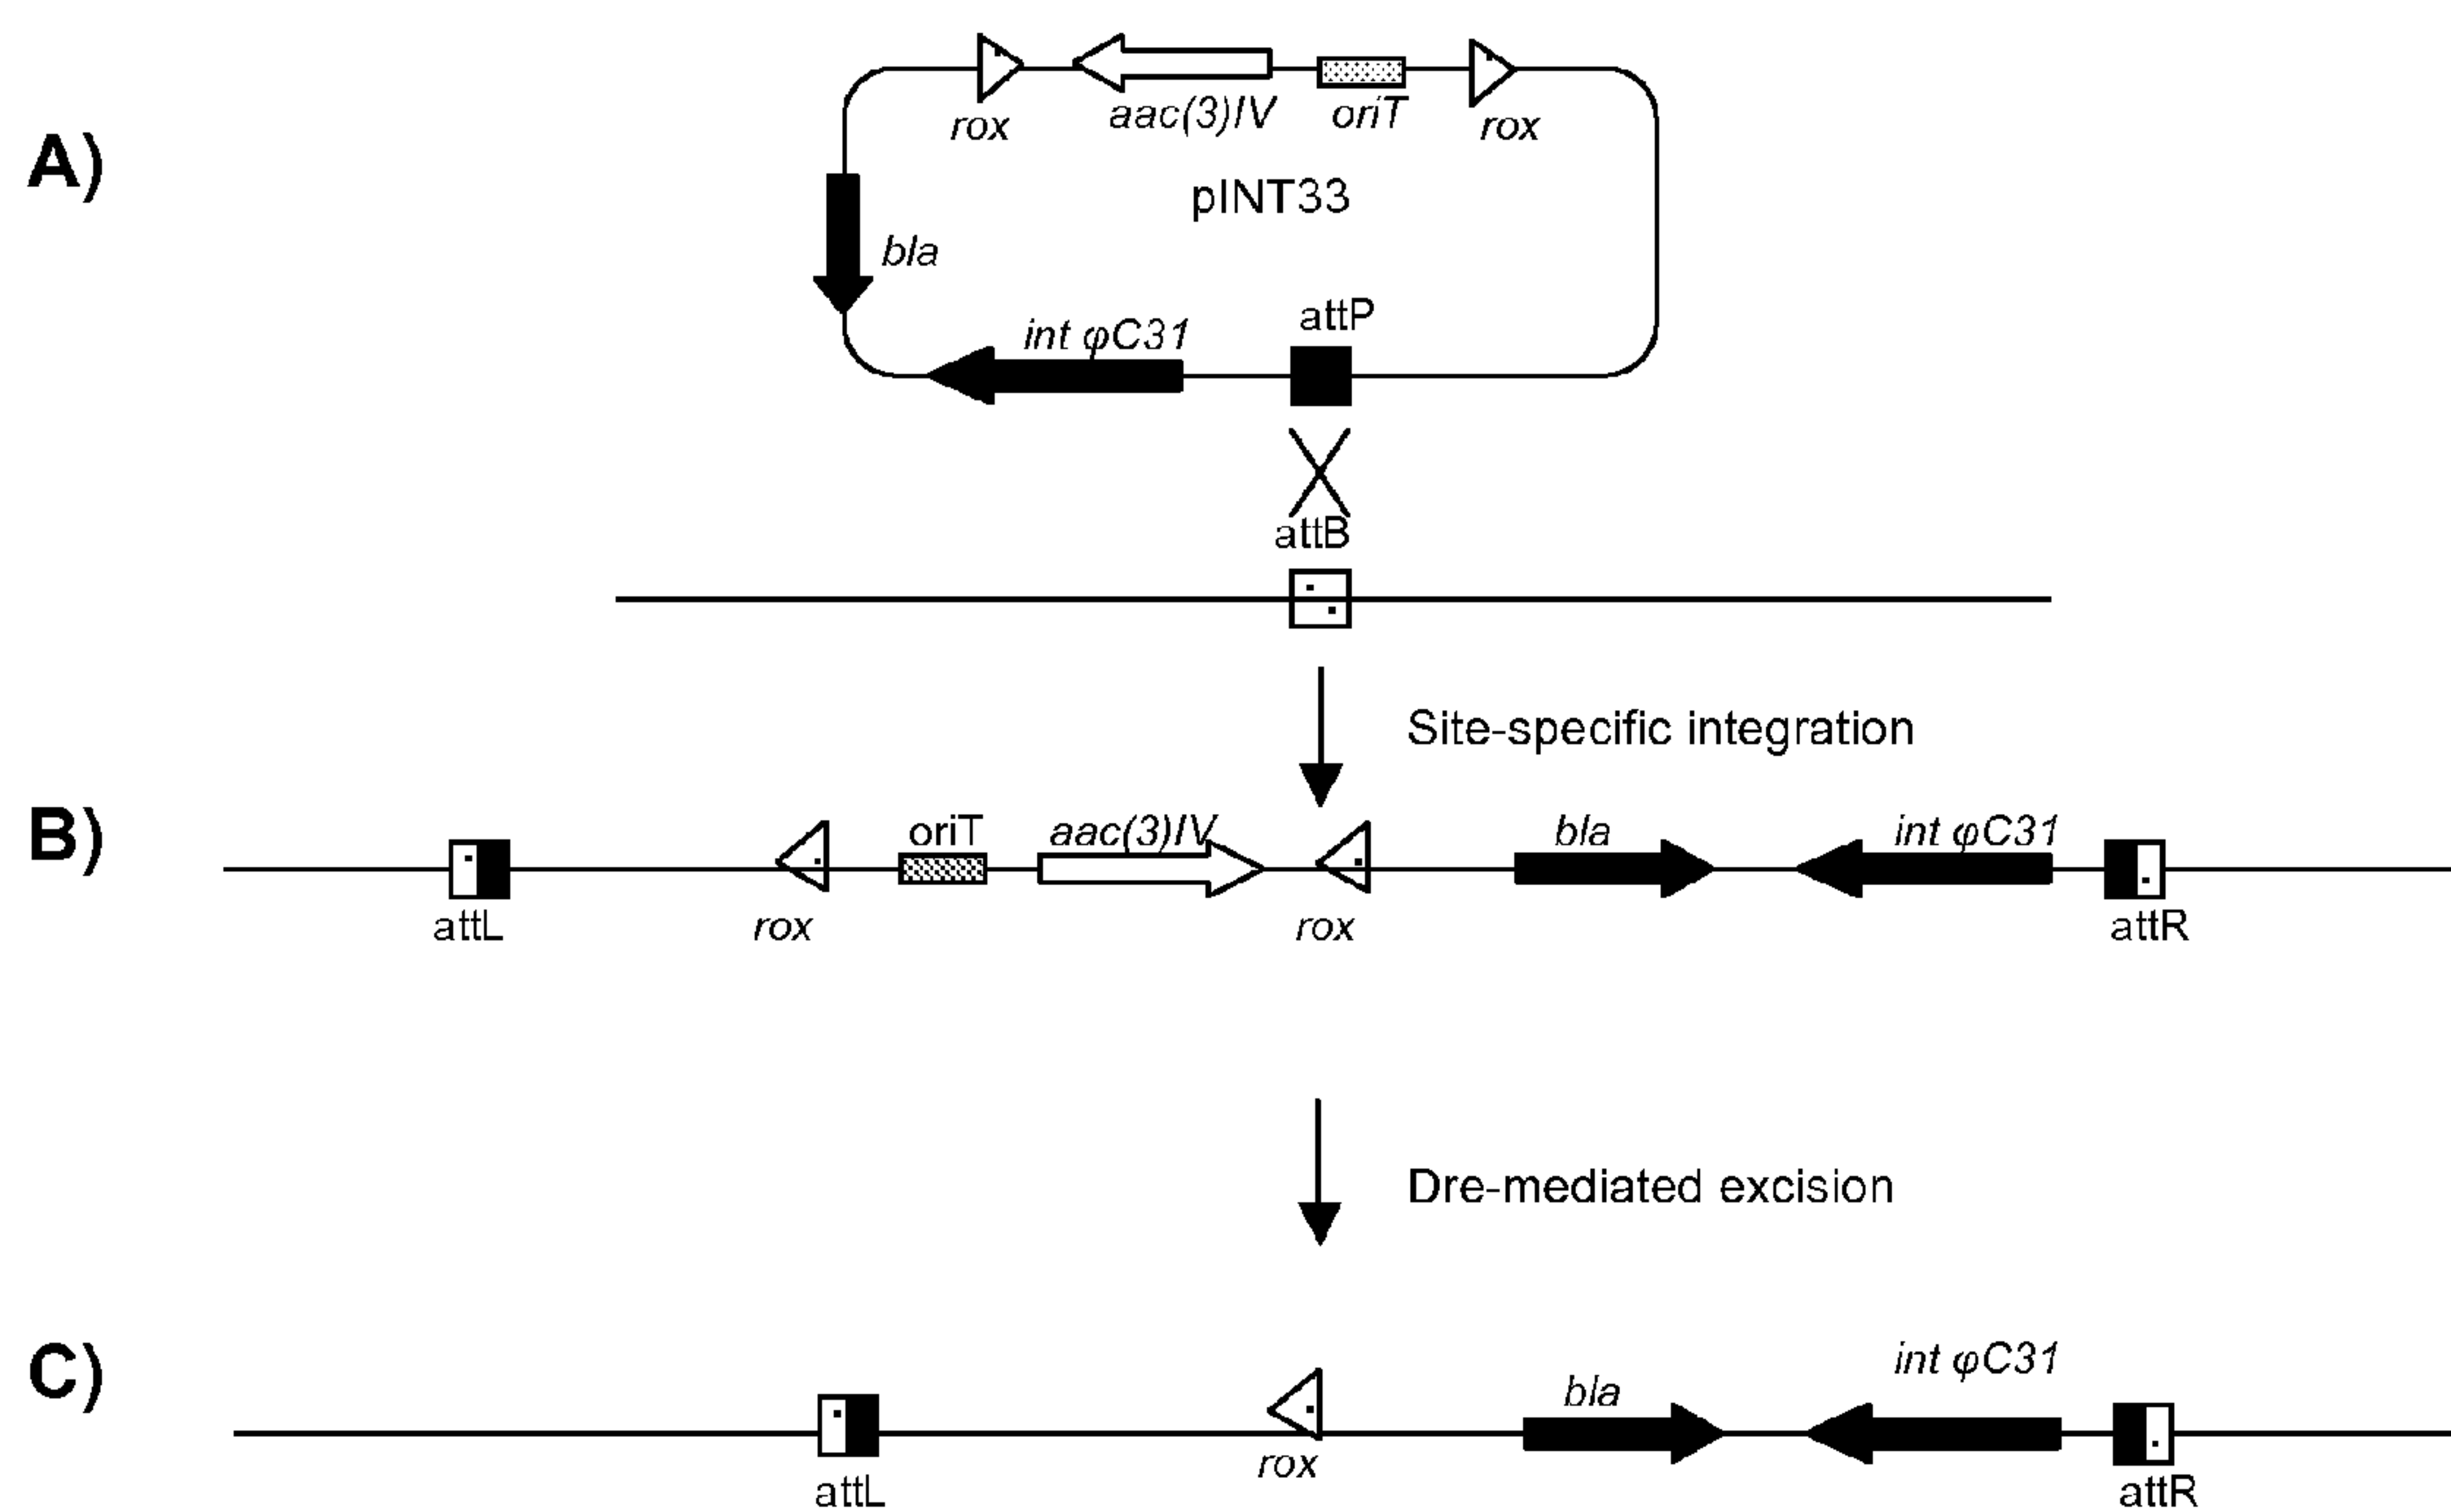 A)
rox
aac(3)IV
oriT
rox
pINT33
bla
int φC31
attP
attB
Site-specific integration
B)
oriT
aac(3)IV
bla
int φC31
attL
rox
rox
attR
Dre-mediated excision
C)
int φC31
bla
rox
attL
attR